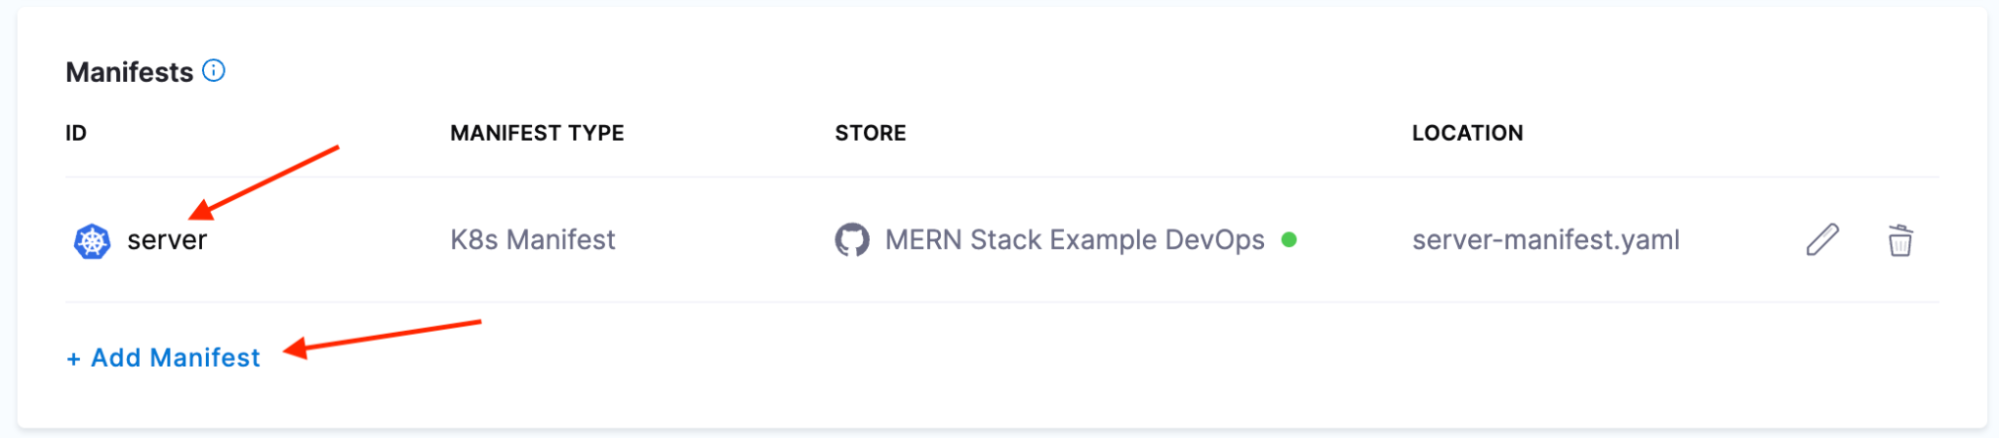 Manifests
ID MANIFEST TYPE STORE LOCATION
server K8s Manifest MERN Stack Example DevOps server-manifest.yaml
+ Add Manifest